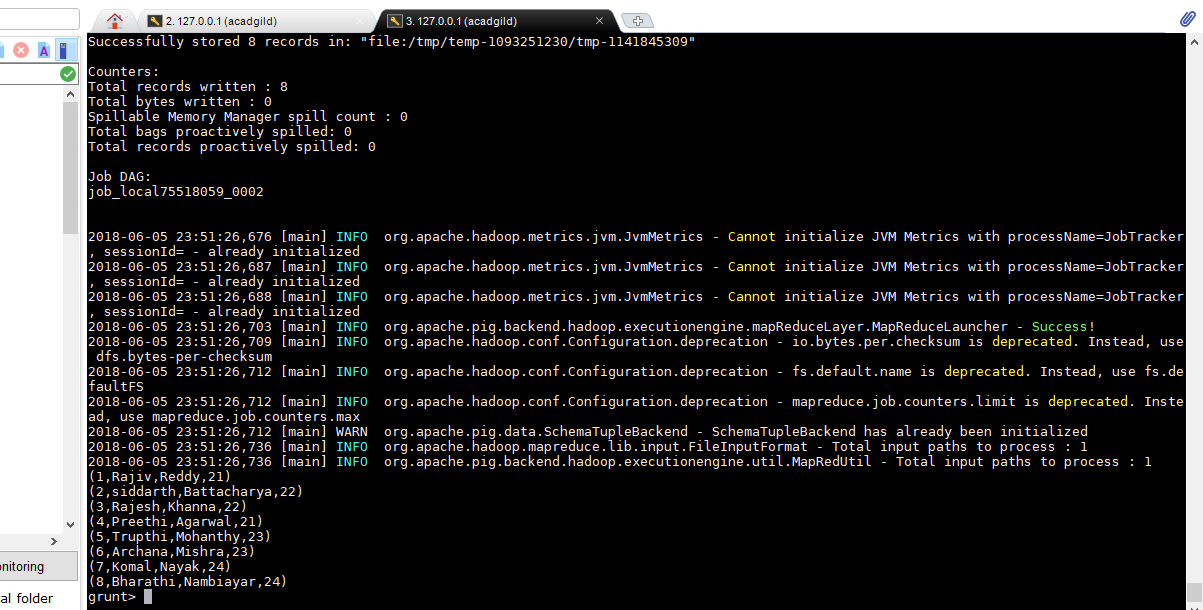 2. 127.0.0.1 (acadgild)
3. 127.0.0.1 (acadgild)
Successfully stored 8 records in: "file:/tmp/temp-1093251230/tmp-1141845309"
Counters:
Total records written : 8
Total bytes written : 0
Spillable Memory Manager spill count : 0
Total bags proactively spilled: 0
Total records proactively spilled: 0
Job DAG:
job_local75518059_0002
2018-06-05 23:51:26,676 [main] INFO  org.apache.hadoop.metrics.jvm.JvmMetrics - Cannot initialize JVM Metrics with processName=JobTracker
, sessionId= - already initialized
2018-06-05 23:51:26,687 [main] INFO  org.apache.hadoop.metrics.jvm.JvmMetrics - Cannot initialize JVM Metrics with processName=JobTracker
, sessionId= - already initialized
2018-06-05 23:51:26,688 [main] INFO  org.apache.hadoop.metrics.jvm.JvmMetrics - Cannot initialize JVM Metrics with processName=JobTracker
, sessionId= - already initialized
2018-06-05 23:51:26,703 [main] INFO  org.apache.pig.backend.hadoop.executionengine.mapReduceLayer.MapReduceLauncher - Success!
2018-06-05 23:51:26,709 [main] INFO  org.apache.hadoop.conf.Configuration.deprecation - io.bytes.per.checksum is deprecated. Instead, use
dfs.bytes-per-checksum
2018-06-05 23:51:26,712 [main] INFO  org.apache.hadoop.conf.Configuration.deprecation - fs.default.name is deprecated. Instead, use fs.de
faultFS
2018-06-05 23:51:26,712 [main] INFO  org.apache.hadoop.conf.Configuration.deprecation - mapreduce.job.counters.limit is deprecated. Inste
ad, use mapreduce.job.counters.max
2018-06-05 23:51:26,712 [main] WARN  org.apache.pig.data.SchemaTupleBackend - SchemaTupleBackend has already been initialized
2018-06-05 23:51:26,736 [main] INFO  org.apache.hadoop.mapreduce.lib.input.FileInputFormat - Total input paths to process : 1
2018-06-05 23:51:26,736 [main] INFO  org.apache.pig.backend.hadoop.executionengine.util.MapRedUtil - Total input paths to process : 1
(1,Rajiv,Reddy,21)
(2,siddarth,Battacharya,22)
(3,Rajesh,Khanna,22)
(4,Preethi,Agarwal,21)
(5,Trupthi,Mohanthy,23)
(6,Archana,Mishra,23)
(7,Komal,Nayak,24)
(8,Bharathi,Nambiayar,24)
grunt>
nitoring
al folder